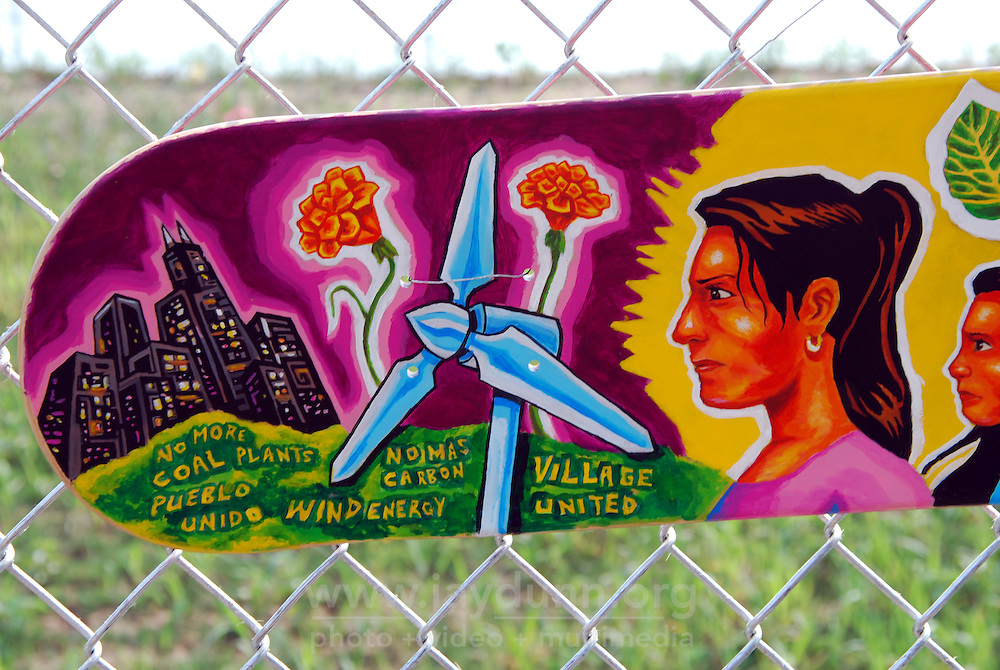 NO MORE
COAL PLANTS
PUEBLO
UNIDO
NO MAS
CARBON
WIND ENERGY
VILLAGE
UNITED
www.jaydunn.org
photo + video + multimedia